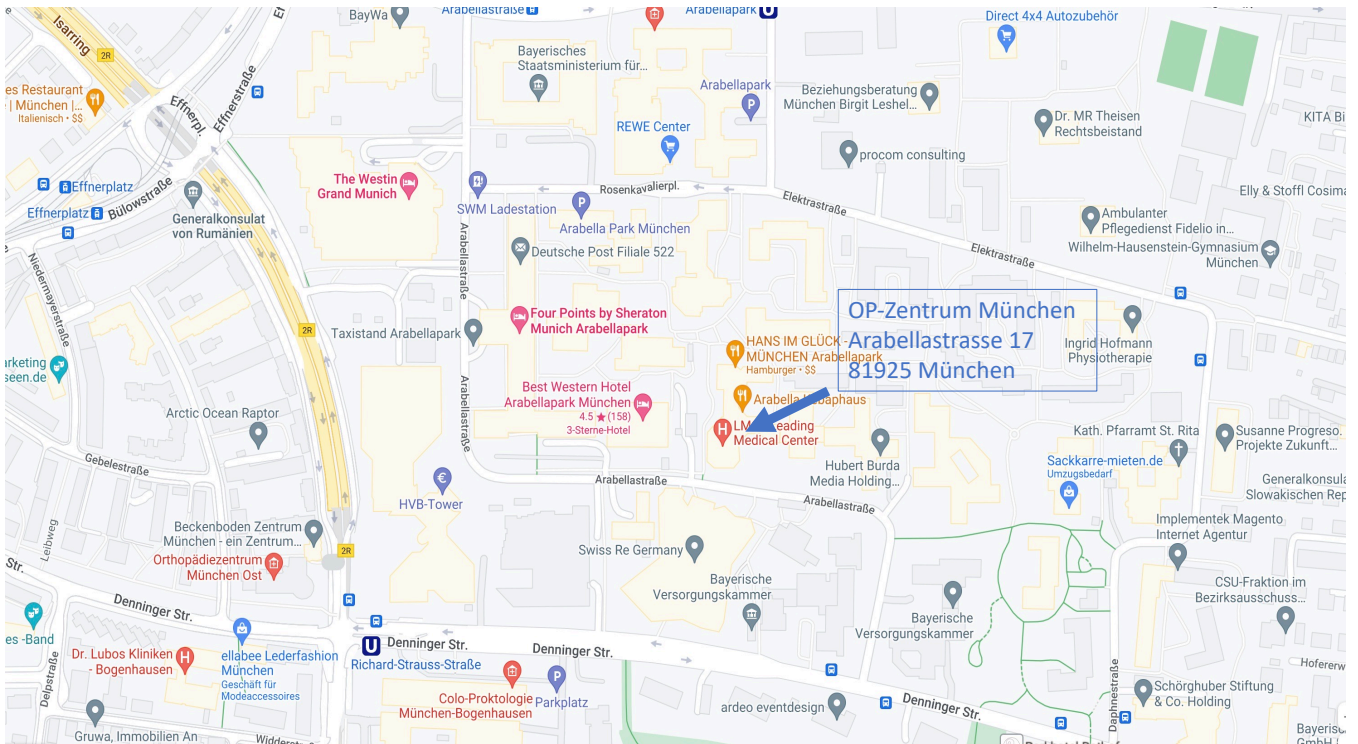 Isarring
2R
BayWa
Arabellastraße
Arabellapark
Direct 4x4 Autozubehör
es Restaurant
| München |...
Italienisch • $$
Effnerpl.
Effnerstraße
Bayerisches
Staatsministerium für...
Arabellapark
P
Beziehungsberatung
München Birgit Leshel...
Dr. MR Theisen
Rechtsbeistand
KITA Bi
REWE Center
procom consulting
The Westin
Grand Munich
Effnerplatz
Effnerplatz
Bülowstraße
Generalkonsulat
von Rumänien
SWM Ladestation
P
Rosenkavalierpl.
Elektrastraße
Elly & Stoffl Cosima
Arabella Park München
Ambulanter
Pflegedienst Fidelio in...
Wilhelm-Hausenstein-Gymnasium
München
Elektrastraße
Arabellastraße
Deutsche Post Filiale 522
Niedermayerstraße
2R
Taxistand Arabellapark
Four Points by Sheraton
Munich Arabellapark
OP-Zentrum München
Arabellastrasse 17
81925 München
HANS IM GLÜCK -
MÜNCHEN Arabellapark
Hamburger • $$
Ingrid Hofmann
Physiotherapie
arketing
seen.de
Arabellastraße
Best Western Hotel
Arabellapark München
4.5 ★ (158)
3-Sterne-Hotel
Arabella
Arctic Ocean Raptor
H
Medical Center
Kath. Pfarramt St. Rita
Susanne Progreso.
Projekte Zukunft...
Gebelestraße
Hubert Burda
Media Holding...
Sackkarre-mieten.de
Umzugsbedarf
Generalkonsula
Slowakischen Rep
€
HVB-Tower
Arabellastraße
Arabellastraße
Leibweg
Beckenboden Zentrum
München - ein Zentrum...
2R
Orthopädiezentrum
München Ost
Swiss Re Germany
Implementek Magento
Internet Agentur
Str.
Bayerische
Versorgungskammer
CSU-Fraktion im
Bezirksausschuss...
Denninger Str.
es -Band
Bayerische
Versorgungskammer
Dr. Lubos Kliniken
- Bogenhausen
H
ellabee Lederfashion
München
Geschäft für
Modeaccessoires
U
Denninger Str.
Richard-Strauss-Straße
Denninger Str.
Hofererw
Delpstraße
Colo-Proktologie
München-Bogenhausen
P
Parkplatz
ardeo eventdesign
Denninger Str.
Daphnestraße
Schörghuber Stiftung
& Co. Holding
Gruwa, Immobilien An